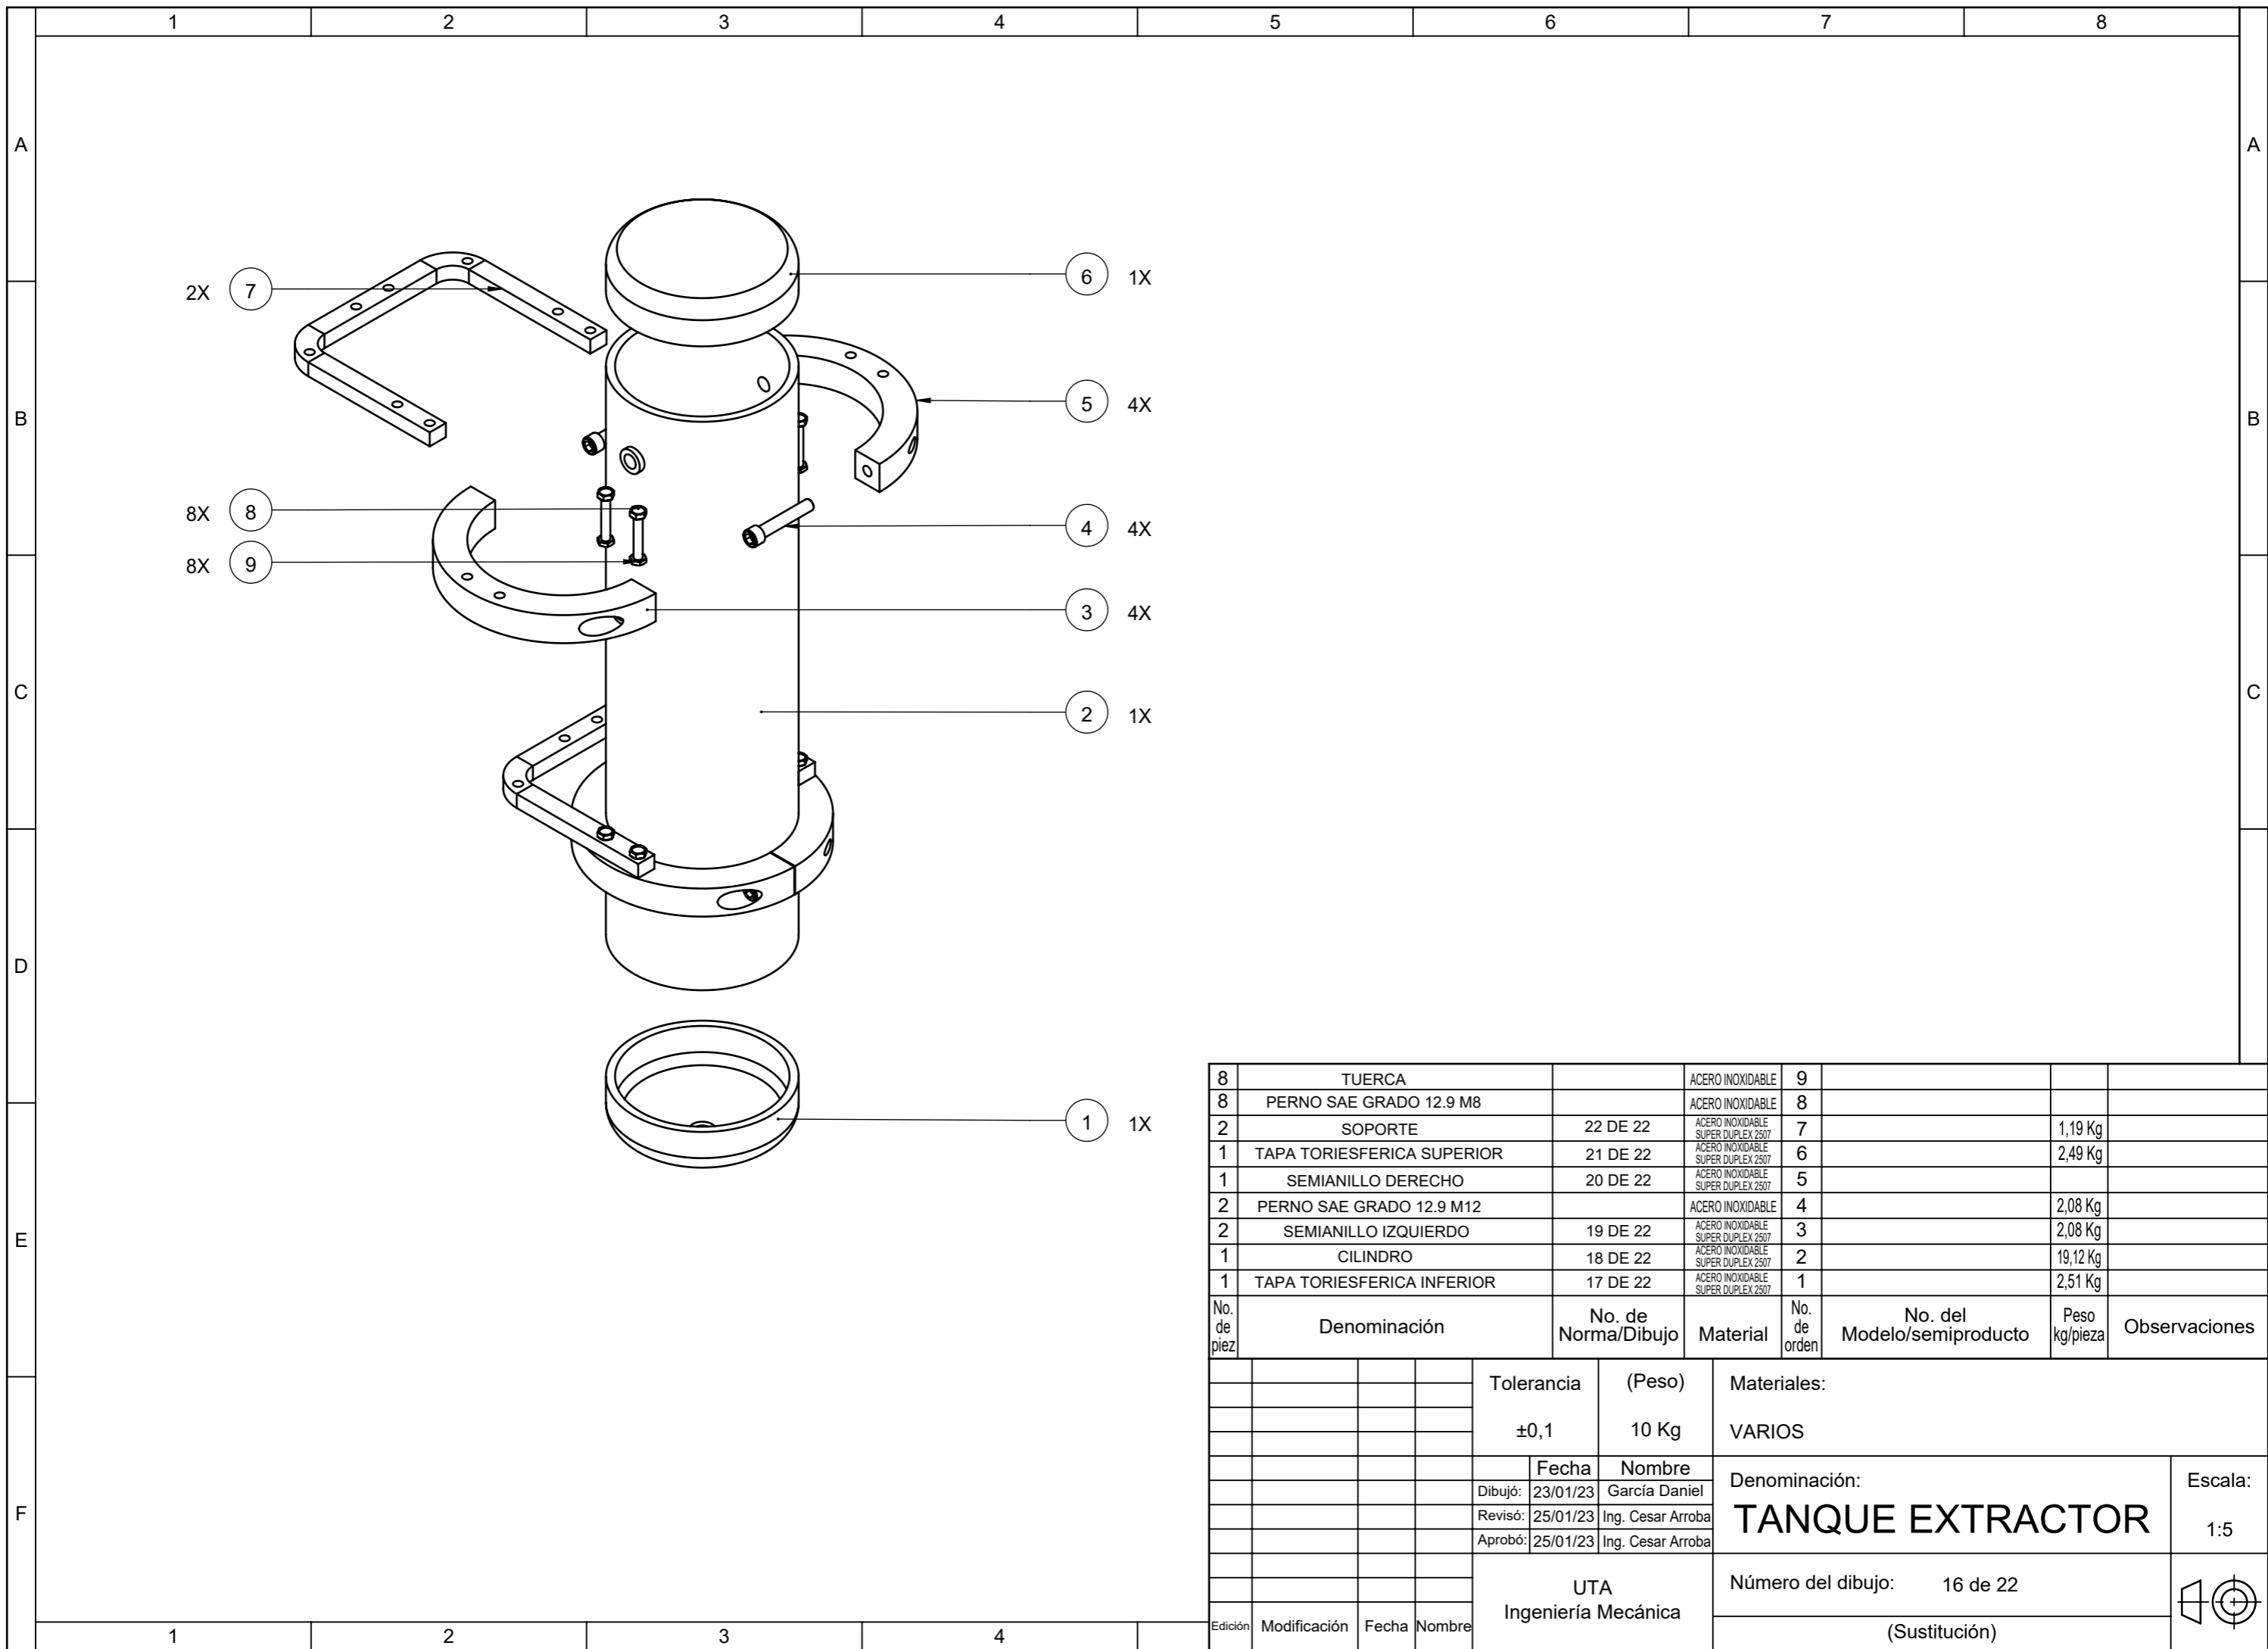 1 2 3 4 5 6 7 8
A A
B B
C C
D
E
F
2X 7
6 1X
5 4X
8X 8
4 4X
8X 9
3 4X
2 1X
1 1X
8 TUERCA ACERO INOXIDABLE 9
8 PERNO SAE GRADO 12.9 M8 ACERO INOXIDABLE 8
2 SOPORTE 22 DE 22 ACERO INOXIDABLE SUPER DUPLEX 2507 7 1,19 Kg
1 TAPA TORIESFERICA SUPERIOR 21 DE 22 ACERO INOXIDABLE SUPER DUPLEX 2507 6 2,49 Kg
1 SEMIANILLO DERECHO 20 DE 22 ACERO INOXIDABLE SUPER DUPLEX 2507 5
2 PERNO SAE GRADO 12.9 M12 ACERO INOXIDABLE 4 2,08 Kg
2 SEMIANILLO IZQUIERDO 19 DE 22 ACERO INOXIDABLE SUPER DUPLEX 2507 3 2,08 Kg
1 CILINDRO 18 DE 22 ACERO INOXIDABLE SUPER DUPLEX 2507 2 19,12 Kg
1 TAPA TORIESFERICA INFERIOR 17 DE 22 ACERO INOXIDABLE SUPER DUPLEX 2507 1 2,51 Kg
No. de piez Denominación No. de Norma/Dibujo Material No. de orden No. del Modelo/semiproducto Peso kg/pieza Observaciones
Tolerancia (Peso) Materiales:
±0,1 10 Kg VARIOS
Fecha Nombre
Dibujó: 23/01/23 García Daniel
Revisó: 25/01/23 Ing. Cesar Arroba
Aprobó: 25/01/23 Ing. Cesar Arroba
Denominación:
TANQUE EXTRACTOR
Escala:
1:5
UTA
Ingeniería Mecánica
Número del dibujo: 16 de 22
(Sustitución)
Edición Modificación Fecha Nombre
1 2 3 4